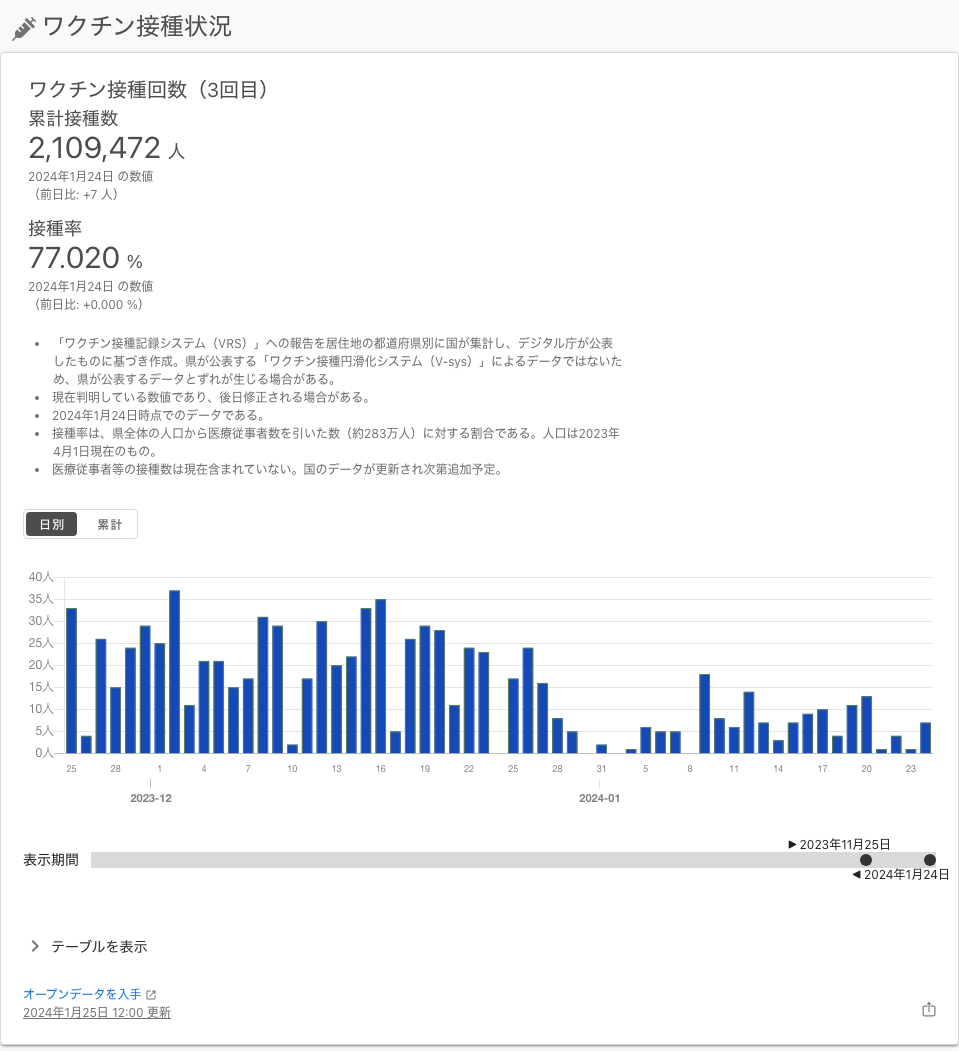 ワクチン接種状況
ワクチン接種回数（3回目）
累計接種数
2,109,472 人
2024年1月24日 の数値
（前日比: +7 人）
接種率
77.020 %
2024年1月24日 の数値
（前日比: +0.000 %）
• 「ワクチン接種記録システム（VRS）」への報告を居住地の都道府県別に国が集計し、デジタル庁が公表
したものに基づき作成。県が公表する「ワクチン接種円滑化システム（V-sys）」によるデータではないた
め、県が公表するデータとずれが生じる場合がある。
• 現在判明している数値であり、後日修正される場合がある。
• 2024年1月24日時点でのデータである。
• 接種率は、県全体の人口から医療従事者数を引いた数（約283万人）に対する割合である。人口は2023年
4月1日現在のもの。
• 医療従事者等の接種数は現在含まれていない。国のデータが更新され次第追加予定。
日別 累計
40人
35人
30人
25人
20人
15人
10人
5人
0人
25 28 1 4 7 10 13 16 19 22 25 28 31 5 8 11 14 17 20 23
2023-12 2024-01
▶ 2023年11月25日
表示期間
◀ 2024年1月24日
テーブルを表示
オープンデータを入手
2024年1月25日 12:00 更新